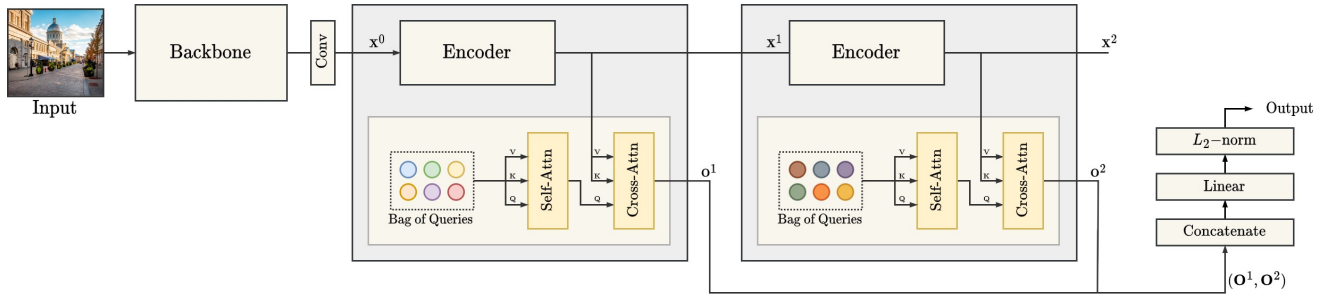 Input
Backbone
Conv
x⁰
Encoder
Bag of Queries
V
K
Q
Self-Attn
V
K
Q
Cross-Attn
O¹
x¹
Encoder
Bag of Queries
V
K
Q
Self-Attn
V
K
Q
Cross-Attn
O²
x²
Output
L₂−norm
Linear
Concatenate
(O¹, O²)